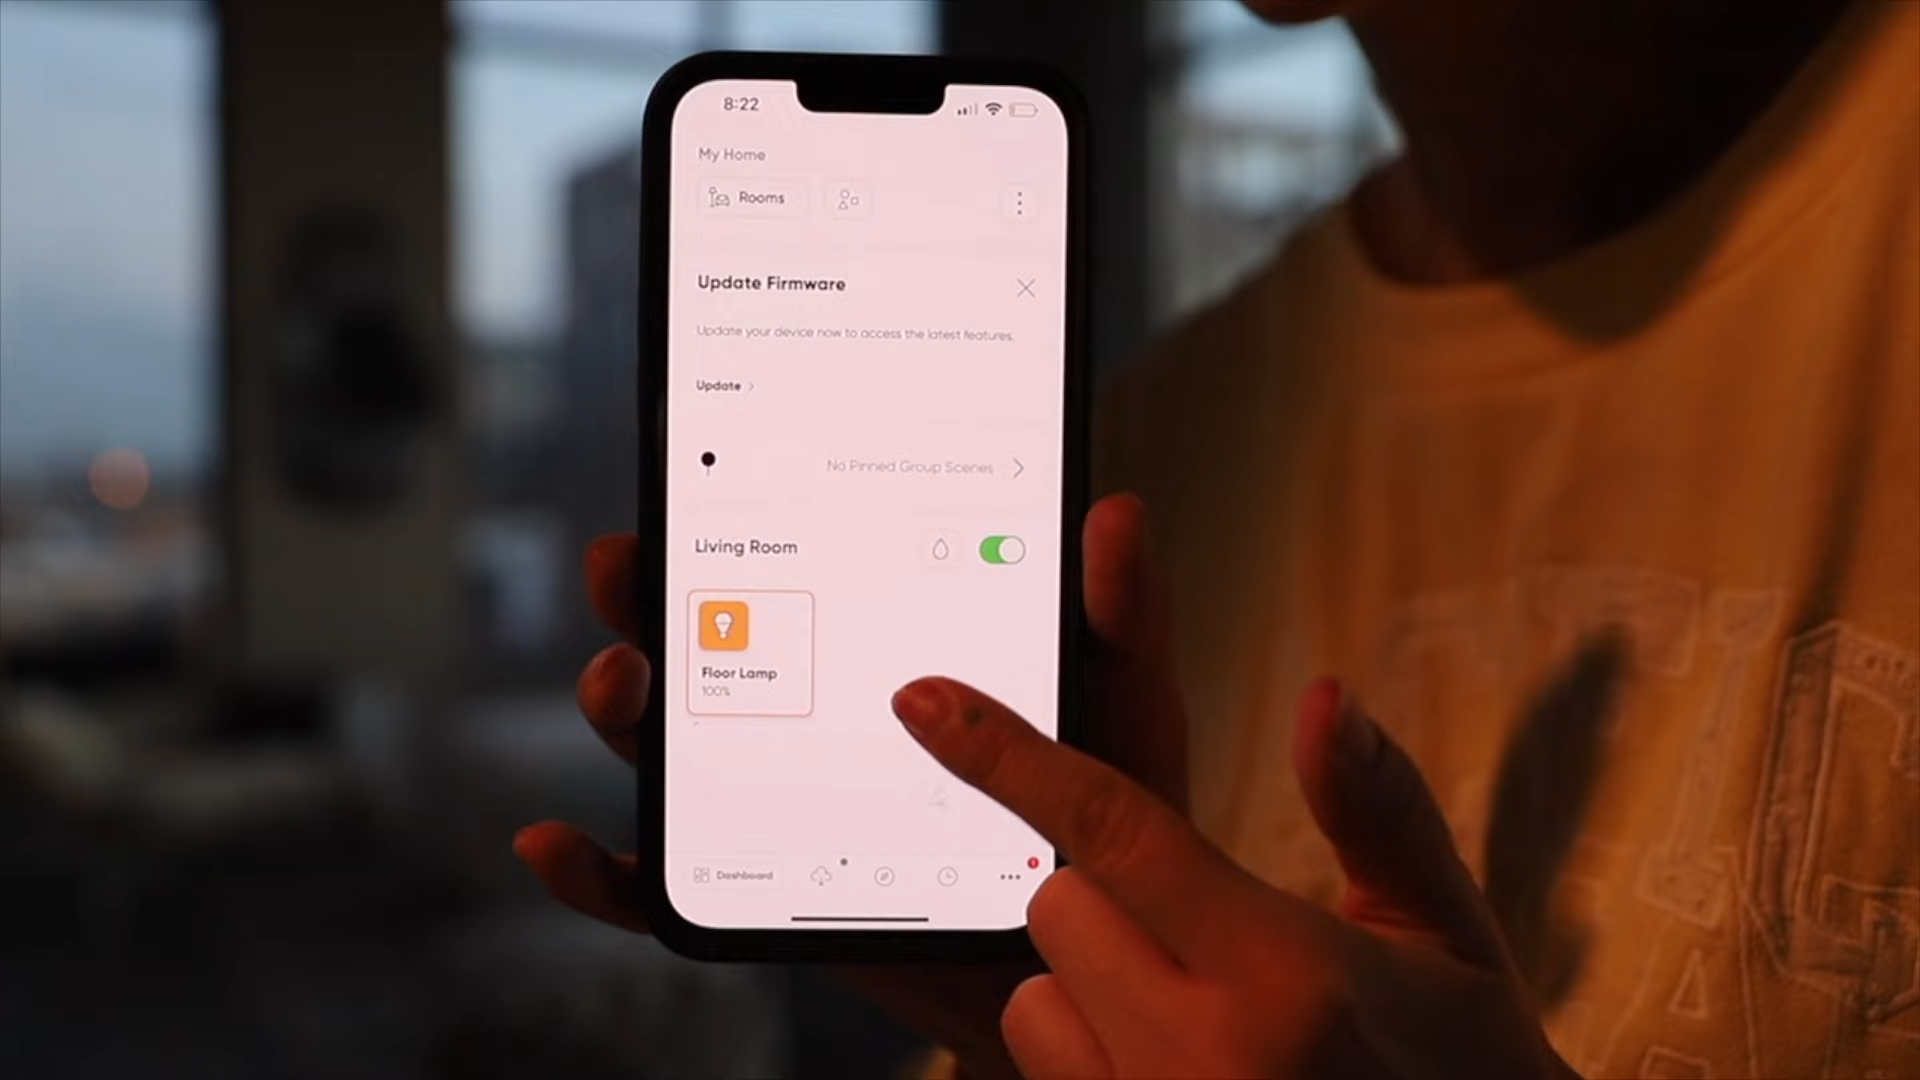 8:22
My Home
Rooms
Update Firmware
Update your device now to access the latest features.
Update
No Pinned Group Scenes
Living Room
Floor Lamp
100%
Dashboard